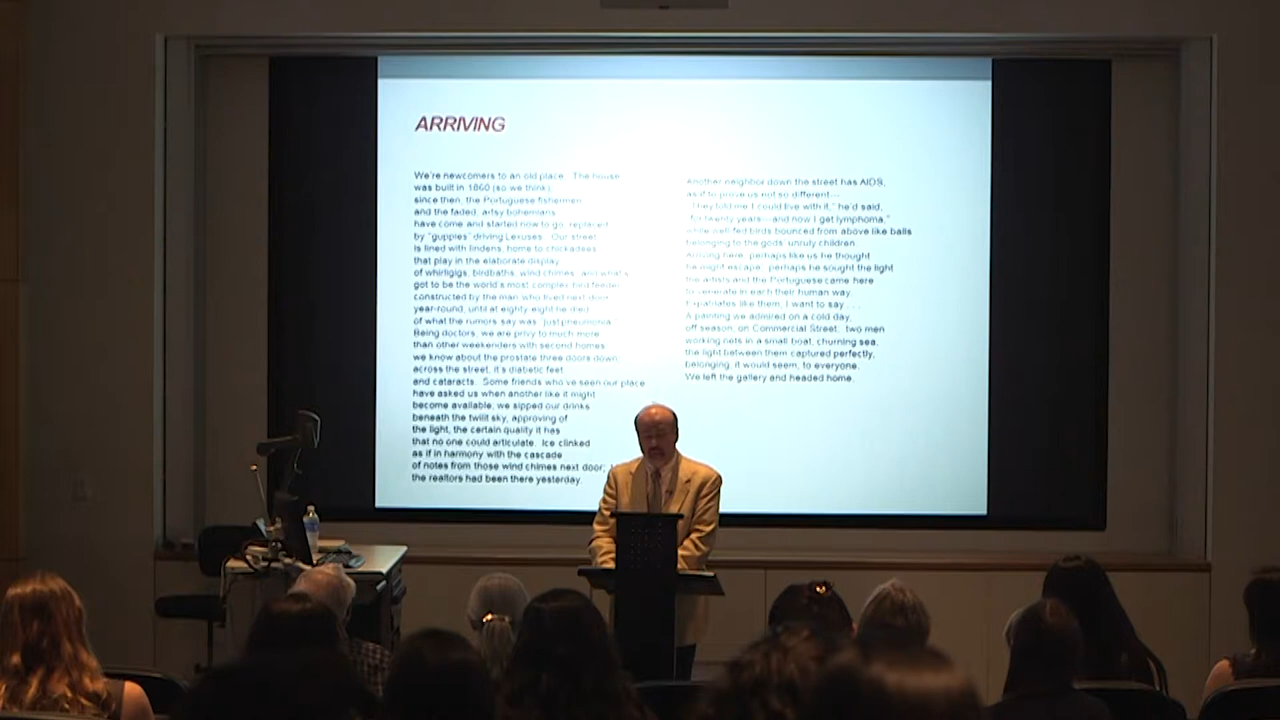 ARRIVING
We're newcomers to an old place. The house
was built in 1860 (so we think)
since then, the Portuguese fishermen
and the faded, artsy bohemians
have come and started now to go, replaced
by "guppies" driving Lexuses. Our street
is lined with lindens, home to chickadees
that play in the elaborate display
of whirligigs, birdbaths, wind chimes, and what's
got to be the world's most complex bird feeder
constructed by the man who lived next door
year-round, until at eighty-eight he died
of what the rumors say was "just pneumonia."
Being doctors, we are privy to much more
than other weekenders with second homes
we know about the prostate three doors down,
across the street, it's diabetic feet
and cataracts. Some friends who've seen our place
have asked us when another like it might
become available, we sipped our drinks
beneath the twilit sky, approving of
the light, the certain quality it has
that no one could articulate. Ice clinked
as if in harmony with the cascade
of notes from those wind chimes next door;
the realtors had been there yesterday.
Another neighbor down the street has AIDS,
as if to prove us not so different—
"They told me I could live with it," he'd said,
"for twenty years—and now I get lymphoma,"
while well-fed birds bounced from above like balls
belonging to the gods' unruly children.
Arriving here, perhaps like us he thought
he might escape, perhaps he sought the light
the artists and the Portuguese came here
to venerate in each their human way.
Expatriates like them, I want to say . . .
A painting we admired on a cold day,
off season, on Commercial Street: two men
working nets in a small boat, churning sea,
the light between them captured perfectly,
belonging, it would seem, to everyone.
We left the gallery and headed home.